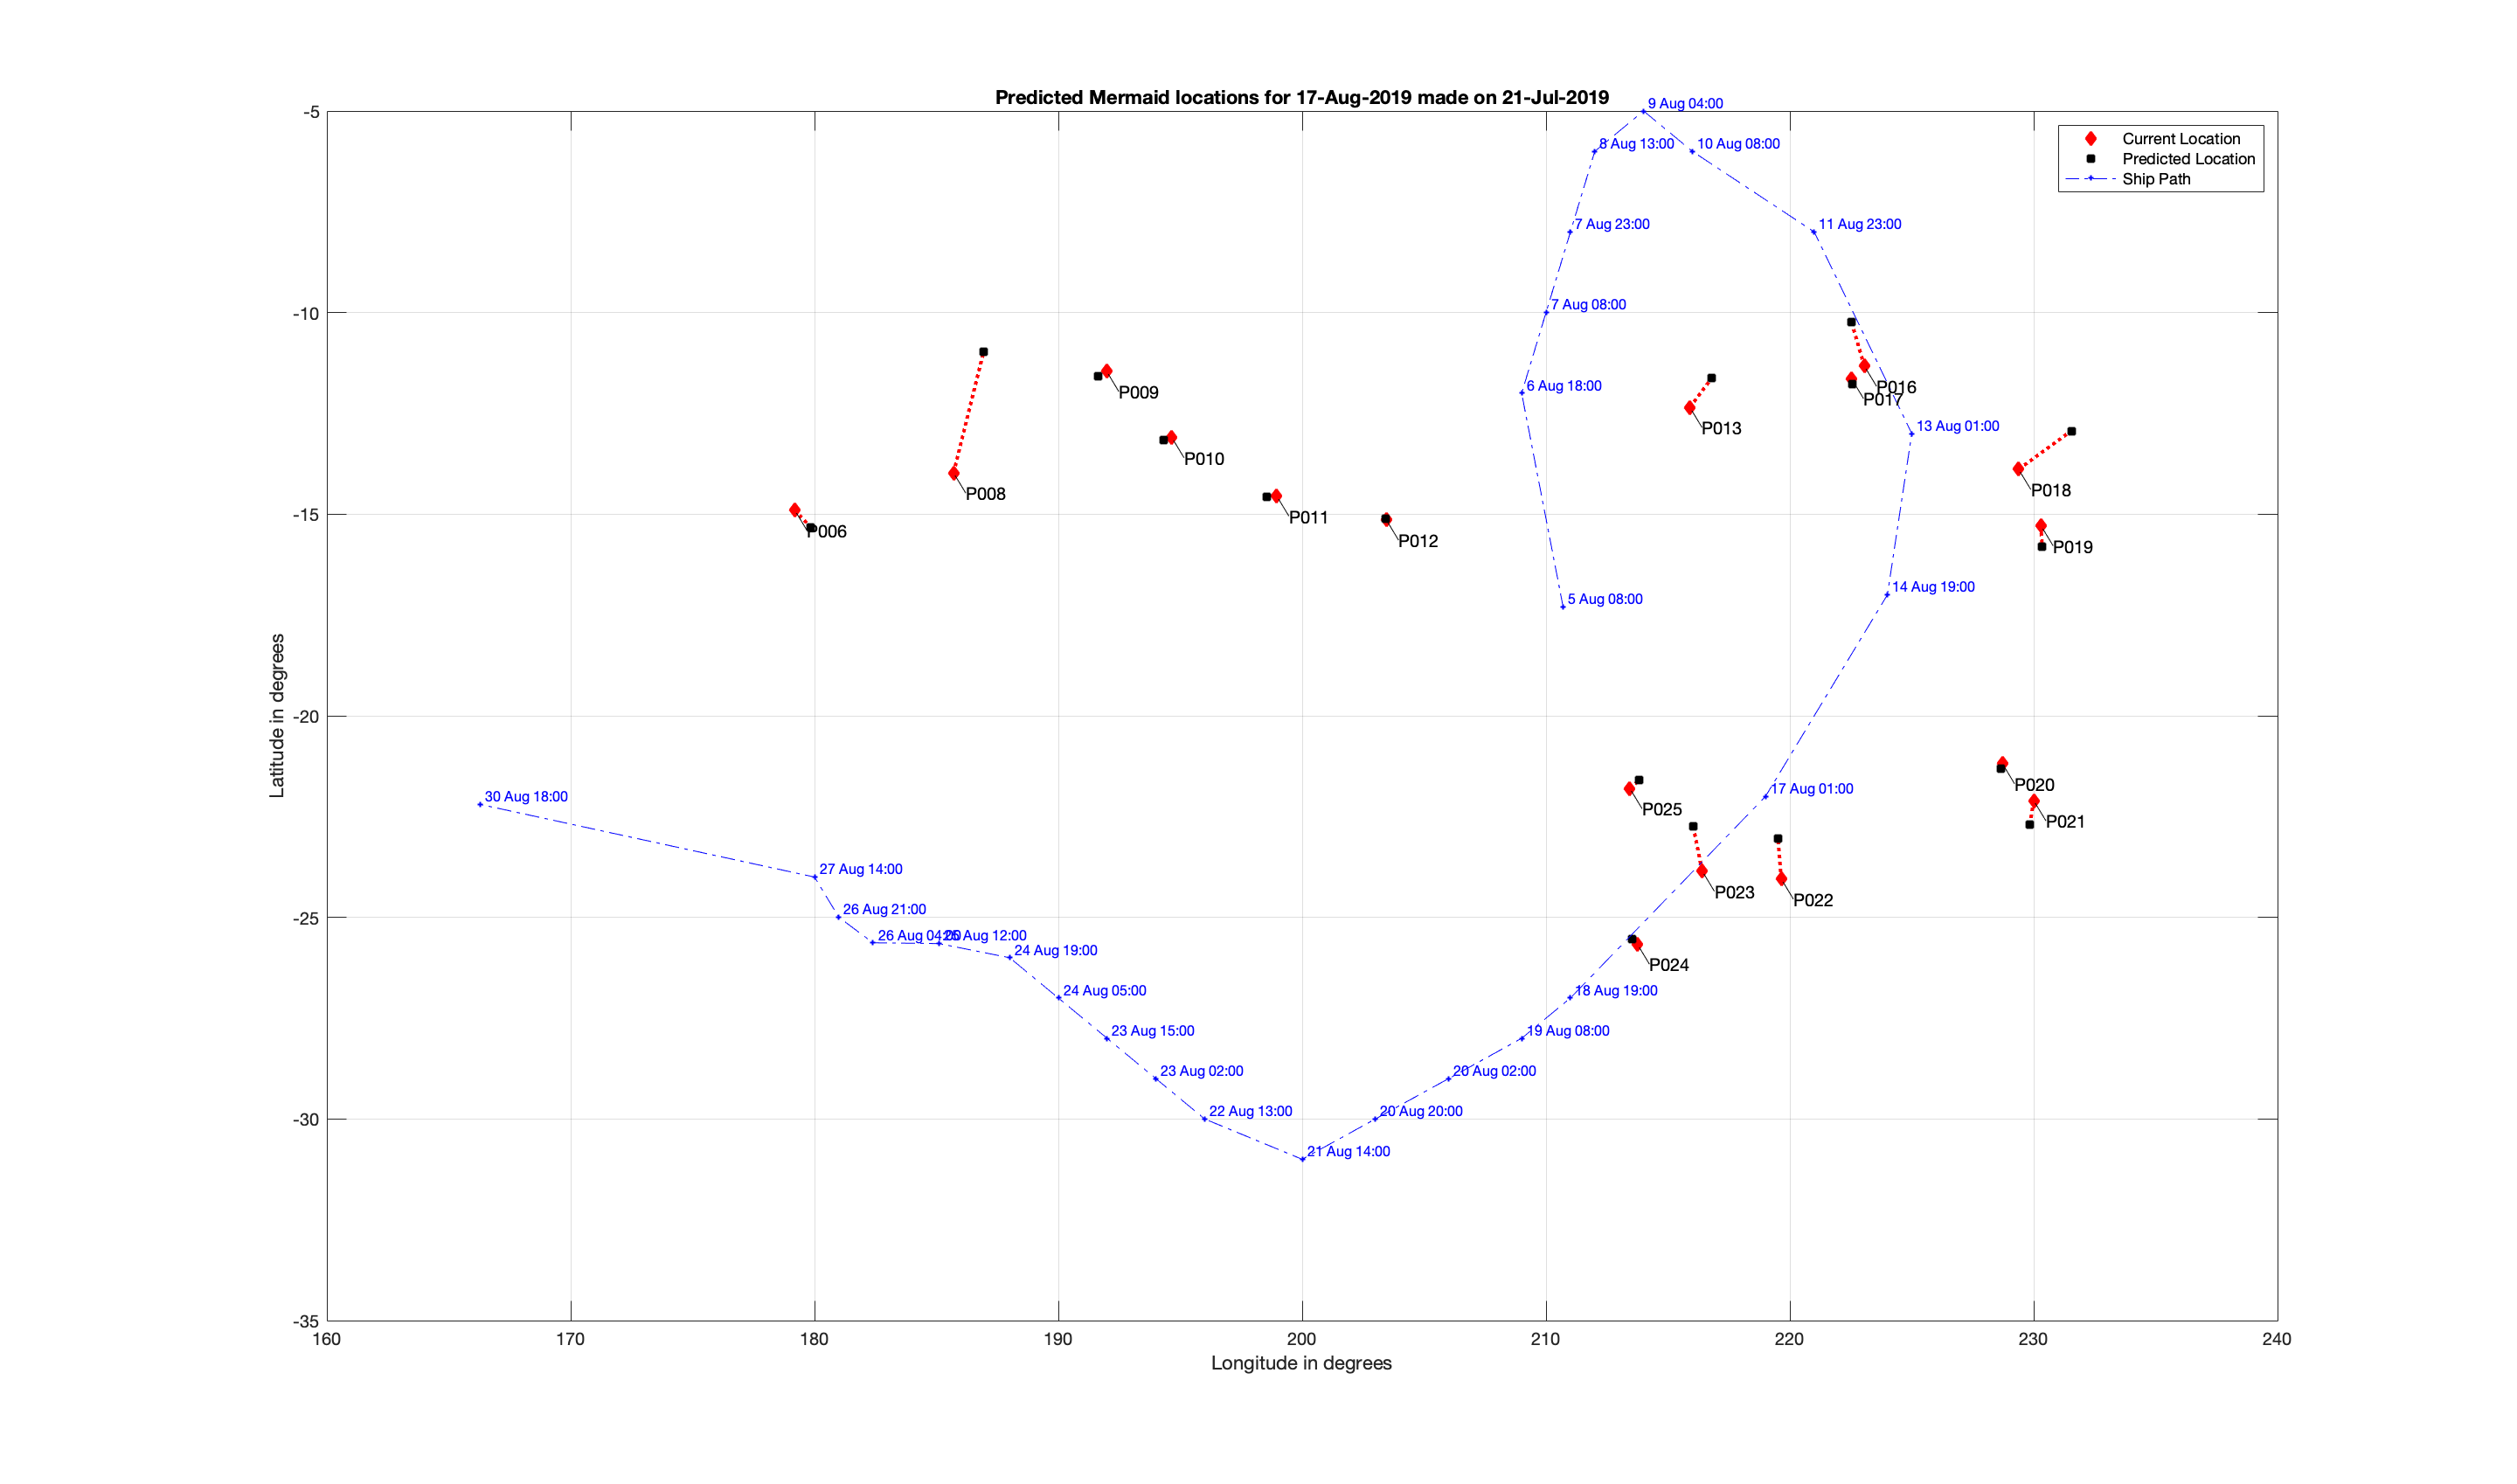 Predicted Mermaid locations for 17-Aug-2019 made on 21-Jul-2019
Current Location
Predicted Location
Ship Path
9 Aug 04:00
8 Aug 13:00
10 Aug 08:00
7 Aug 23:00
11 Aug 23:00
7 Aug 08:00
6 Aug 18:00
13 Aug 01:00
5 Aug 08:00
14 Aug 19:00
17 Aug 01:00
30 Aug 18:00
27 Aug 14:00
26 Aug 21:00
26 Aug 04:00
Aug 12:00
24 Aug 19:00
24 Aug 05:00
18 Aug 19:00
23 Aug 15:00
19 Aug 08:00
23 Aug 02:00
20 Aug 02:00
22 Aug 13:00
20 Aug 20:00
21 Aug 14:00
P016
P017
P009
P013
P010
P018
P008
P011
P006
P012
P019
P020
P025
P021
P023
P022
P024
-5
-10
-15
-20
-25
-30
-35
Latitude in degrees
160
170
180
190
200
210
220
230
240
Longitude in degrees